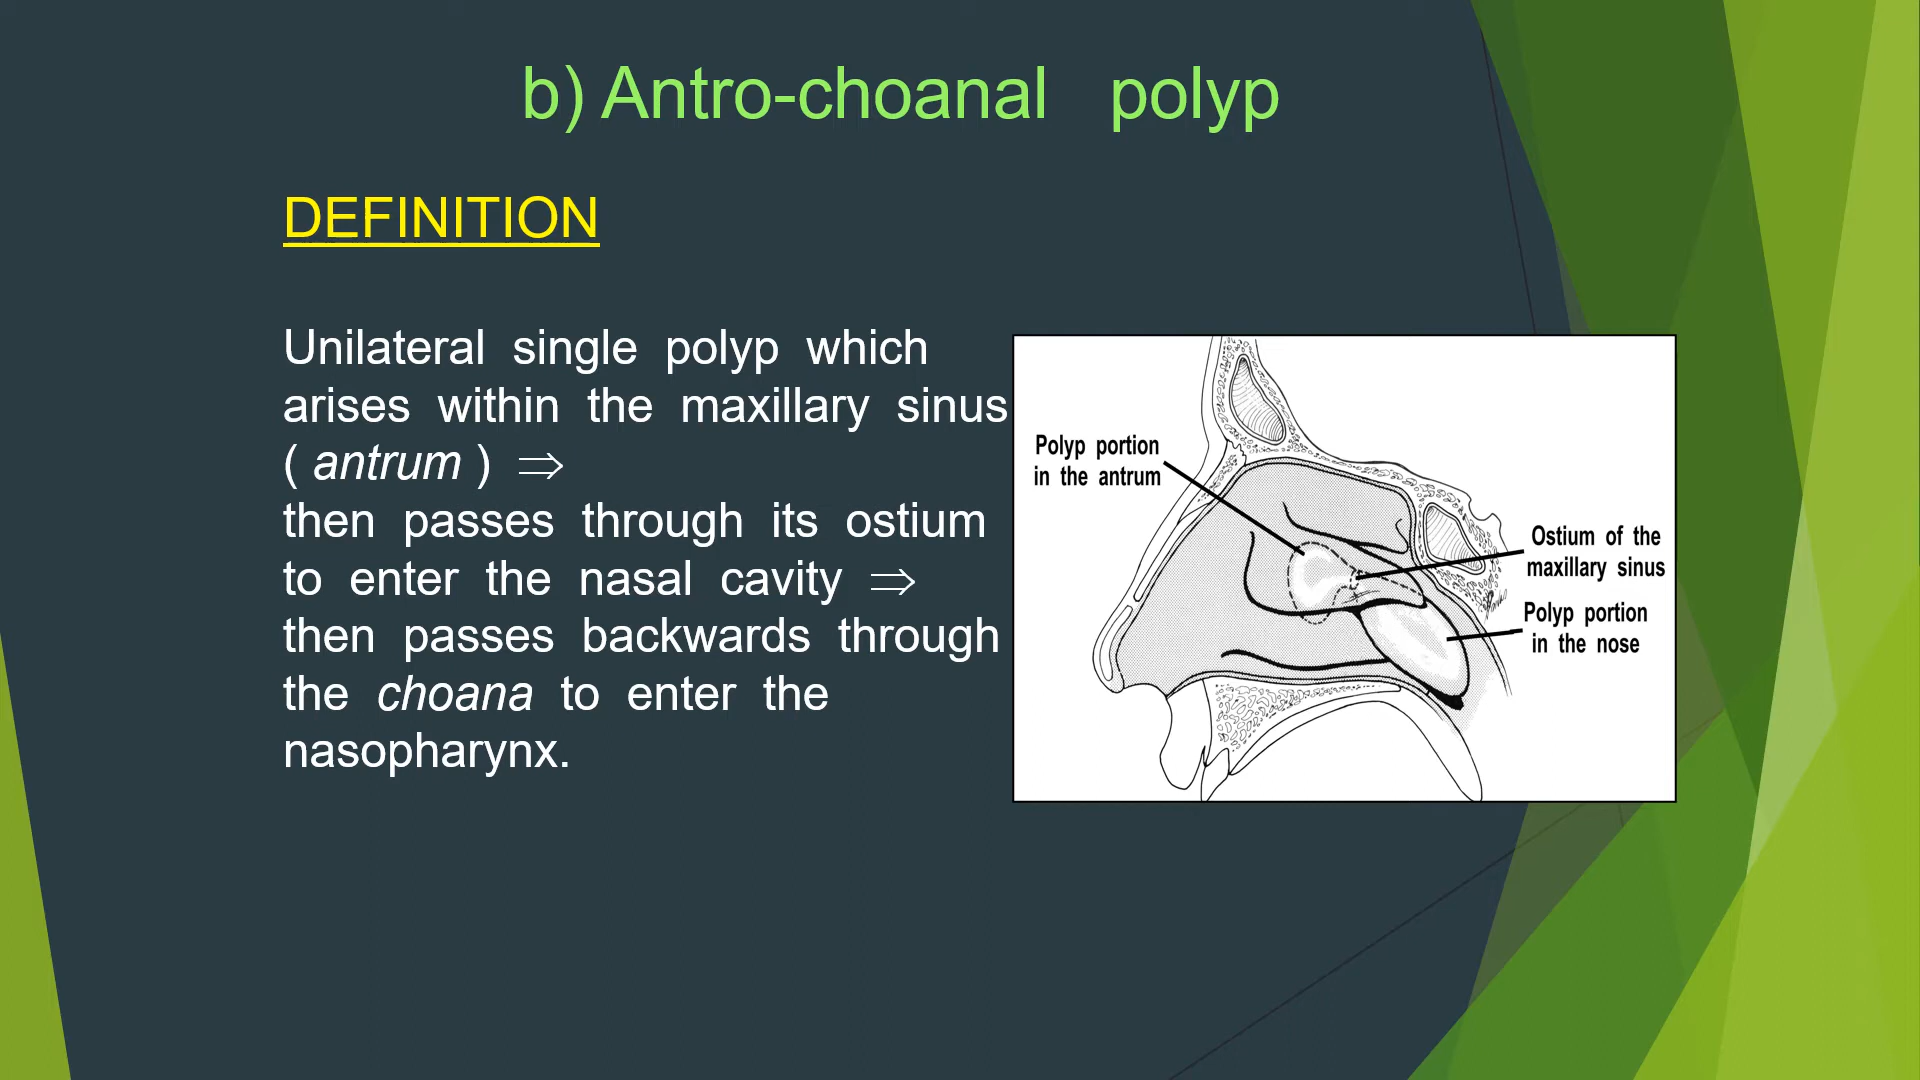 b) Antro-choanal polyp
DEFINITION
Unilateral single polyp which
arises within the maxillary sinus
( antrum ) ⇒
then passes through its ostium
to enter the nasal cavity ⇒
then passes backwards through
the choana to enter the
nasopharynx.
Polyp portion
in the antrum
Ostium of the
maxillary sinus
Polyp portion
in the nose